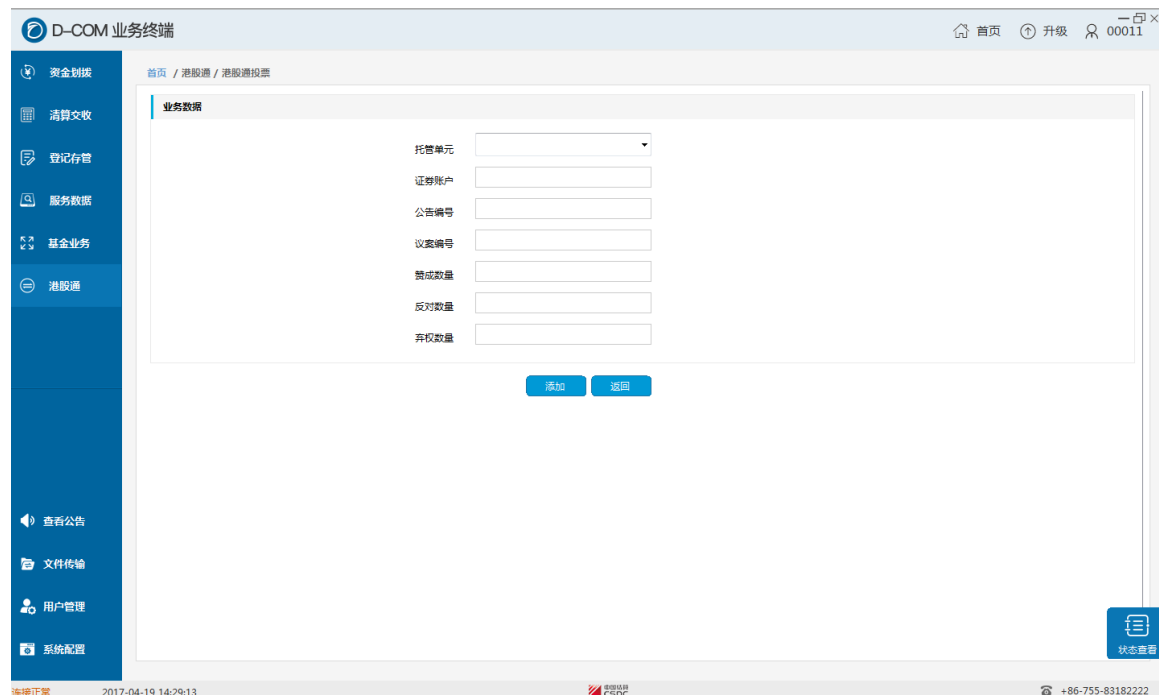 D-COM 业务终端
首页 升级 00011
资金划拨
清算交收
登记存管
服务数据
基金业务
港股通
查看公告
文件传输
用户管理
系统配置
首页 / 港股通 / 港股通投票
业务数据
托管单元
证券账户
公告编号
议案编号
赞成数量
反对数量
弃权数量
添加 返回
状态查看
连接正常 2017-04-19 14:29:13 中国结算 CSDC +86-755-83182222